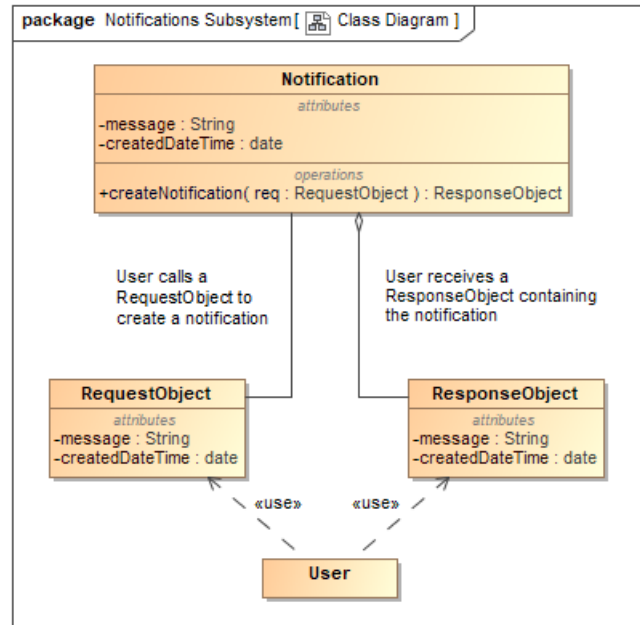 package Notifications Subsystem[ Class Diagram ]
Notification
attributes
-message : String
-createdDateTime : date
operations
+createNotification( req : RequestObject ) : ResponseObject
User calls a
RequestObject to
create a notification
User receives a
ResponseObject containing
the notification
RequestObject
attributes
-message : String
-createdDateTime : date
ResponseObject
attributes
-message : String
-createdDateTime : date
«use»
«use»
User